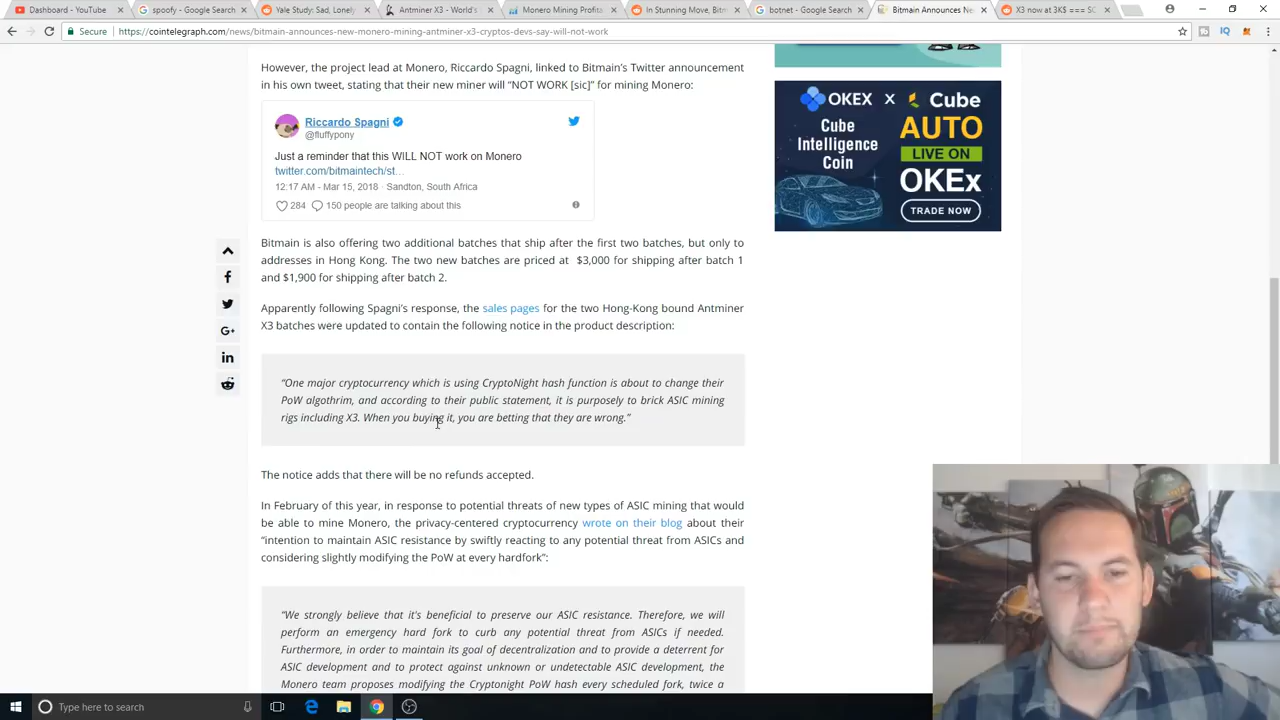 Dashboard - YouTube
spoofy - Google Search
Yale Study: Sad, Lonely
Antminer X3 - World's
Monero Mining Profita
In Stunning Move, Bitm
botnet - Google Search
Bitmain Announces Ne
X3 now at 3K$ === SC
Secure
https://cointelegraph.com/news/bitmain-announces-new-monero-mining-antminer-x3-cryptos-devs-say-will-not-work
However, the project lead at Monero, Riccardo Spagni, linked to Bitmain's Twitter announcement
in his own tweet, stating that their new miner will "NOT WORK [sic]" for mining Monero:
Riccardo Spagni
@fluffypony
Just a reminder that this WILL NOT work on Monero
twitter.com/bitmaintech/st...
12:17 AM - Mar 15, 2018 · Sandton, South Africa
284
150 people are talking about this
OKEX X Cube
Cube
Intelligence
Coin
AUTO
LIVE ON
OKEx
TRADE NOW
Bitmain is also offering two additional batches that ship after the first two batches, but only to
addresses in Hong Kong. The two new batches are priced at $3,000 for shipping after batch 1
and $1,900 for shipping after batch 2.
Apparently following Spagni's response, the sales pages for the two Hong-Kong bound Antminer
X3 batches were updated to contain the following notice in the product description:
"One major cryptocurrency which is using CryptoNight hash function is about to change their
PoW algothrim, and according to their public statement, it is purposely to brick ASIC mining
rigs including X3. When you buying it, you are betting that they are wrong."
The notice adds that there will be no refunds accepted.
In February of this year, in response to potential threats of new types of ASIC mining that would
be able to mine Monero, the privacy-centered cryptocurrency wrote on their blog about their
"intention to maintain ASIC resistance by swiftly reacting to any potential threat from ASICs and
considering slightly modifying the PoW at every hardfork":
"We strongly believe that it's beneficial to preserve our ASIC resistance. Therefore, we will
perform an emergency hard fork to curb any potential threat from ASICs if needed.
Furthermore, in order to maintain its goal of decentralization and to provide a deterrent for
ASIC development and to protect against unknown or undetectable ASIC development, the
Monero team proposes modifying the Cryptonight PoW hash every scheduled fork, twice a
Type here to search